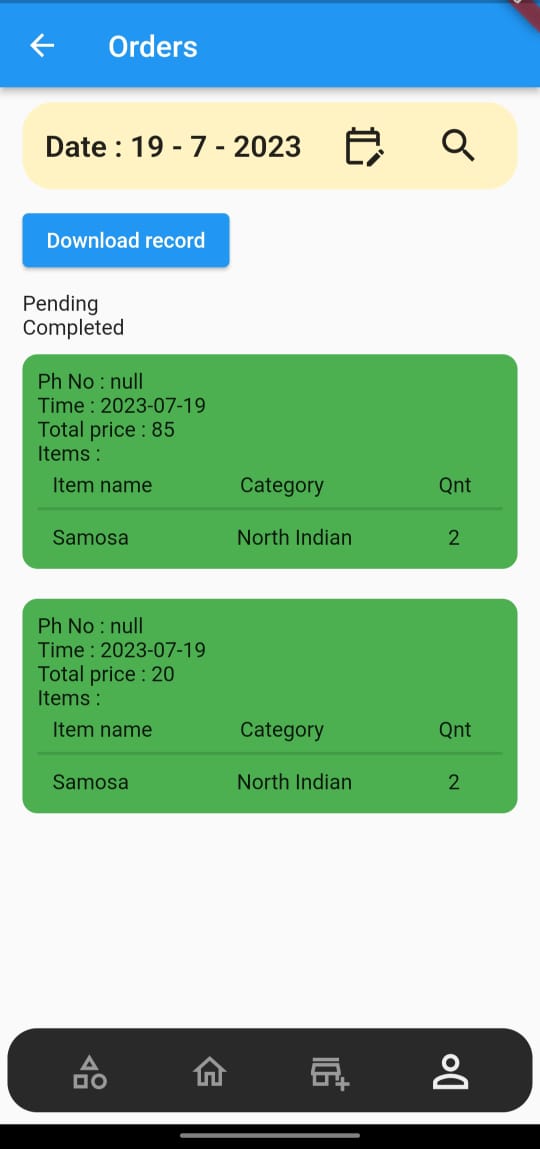 Orders
Date : 19 - 7 - 2023
Download record
Pending
Completed
Ph No : null
Time : 2023-07-19
Total price : 85
Items :
Item name Category Qnt
Samosa North Indian 2
Ph No : null
Time : 2023-07-19
Total price : 20
Items :
Item name Category Qnt
Samosa North Indian 2